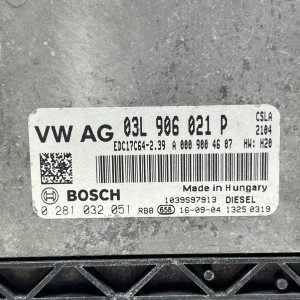 VW AG 03L 906 021 P CSLA
2104
EDC17C64-2.39 A 000 900 46 07 HW: H20
Made in Hungary
BOSCH 1039S97913 DIESEL
0 281 032 051 RBB 658 16-09-04 1325 0319